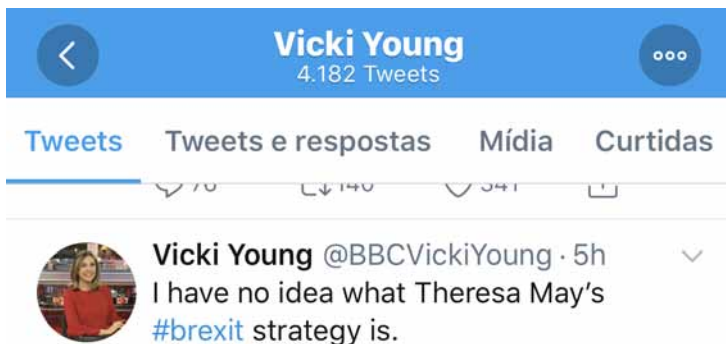 Vicki Young
4.182 Tweets
Tweets Tweets e respostas Mídia Curtidas
Vicki Young @BBCVickiYoung · 5h
I have no idea what Theresa May's
#brexit strategy is.